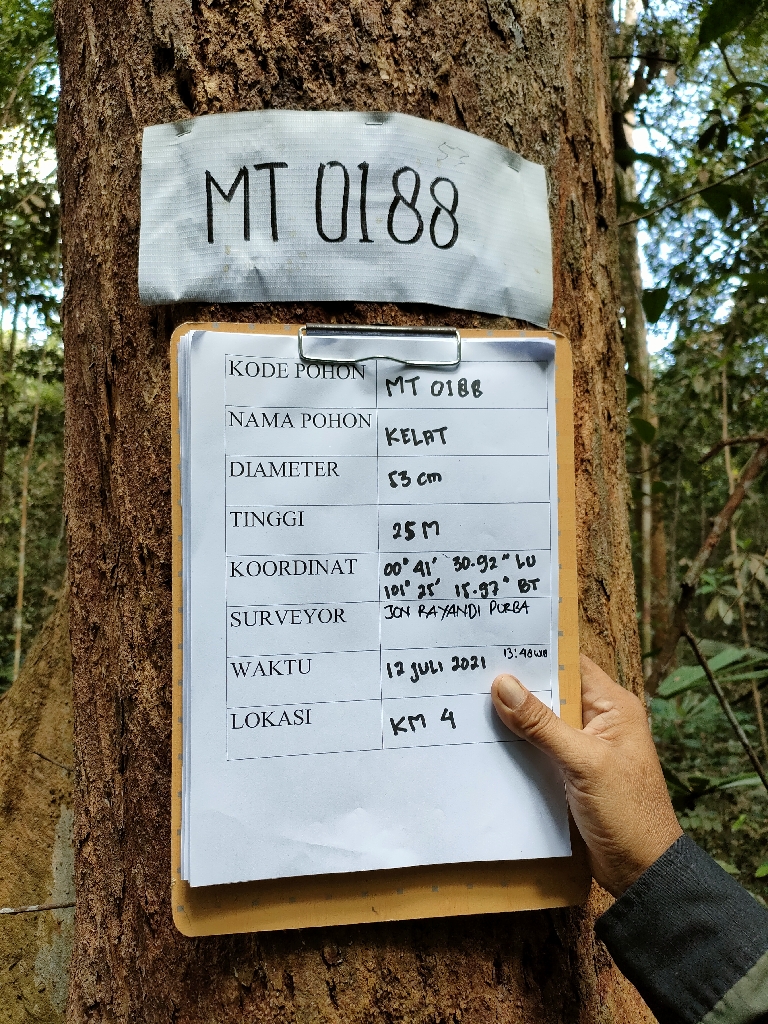 MT 0188
KODE POHON MT 0188
NAMA POHON KELAT
DIAMETER 53 cm
TINGGI 25 M
KOORDINAT 00° 41' 30.92" LU
101° 25' 15.97" BT
SURVEYOR JON RAYANDI PURBA
WAKTU 12 JULI 2021 13:48 WIB
LOKASI KM 4